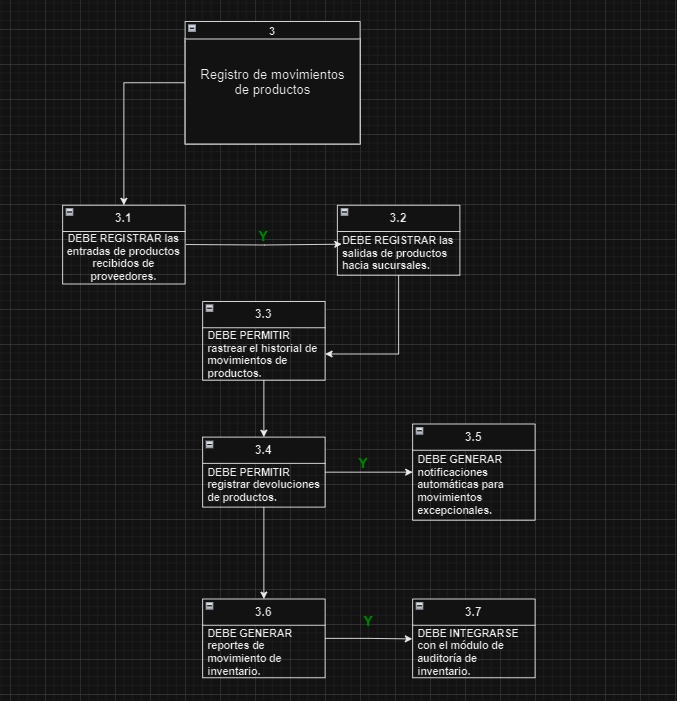 3
Registro de movimientos
de productos
3.1
DEBE REGISTRAR las
entradas de productos
recibidos de
proveedores.
Y
3.2
DEBE REGISTRAR las
salidas de productos
hacia sucursales.
3.3
DEBE PERMITIR
rastrear el historial de
movimientos de
productos.
3.4
DEBE PERMITIR
registrar devoluciones
de productos.
Y
3.5
DEBE GENERAR
notificaciones
automáticas para
movimientos
excepcionales.
3.6
DEBE GENERAR
reportes de
movimiento de
inventario.
Y
3.7
DEBE INTEGRARSE
con el módulo de
auditoría de
inventario.